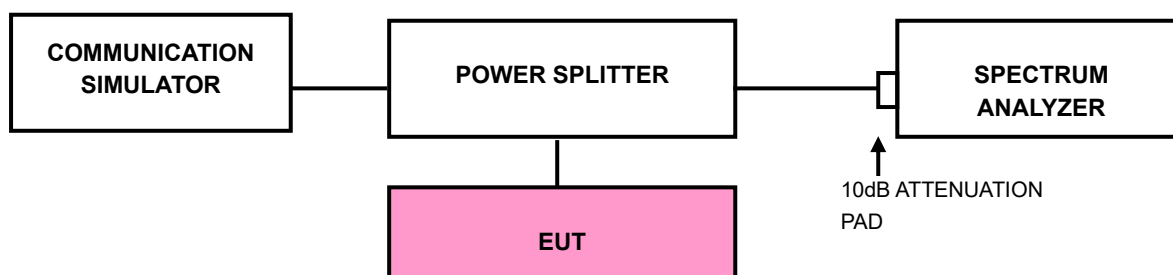 COMMUNICATION
SIMULATOR
POWER SPLITTER
SPECTRUM
ANALYZER
10dB ATTENUATION
PAD
EUT